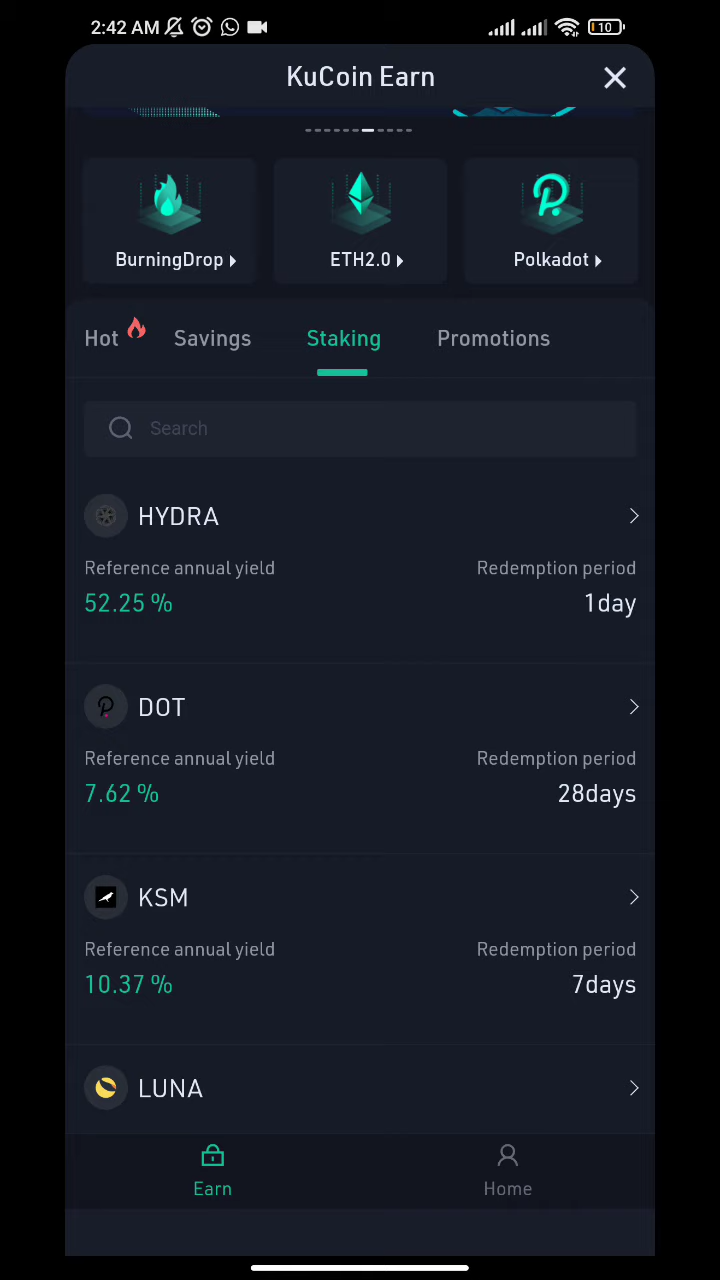 2:42 AM 10
KuCoin Earn
BurningDrop ETH2.0 Polkadot
Hot Savings Staking Promotions
Search
HYDRA
Reference annual yield Redemption period
52.25 % 1day
DOT
Reference annual yield Redemption period
7.62 % 28days
KSM
Reference annual yield Redemption period
10.37 % 7days
LUNA
Earn Home